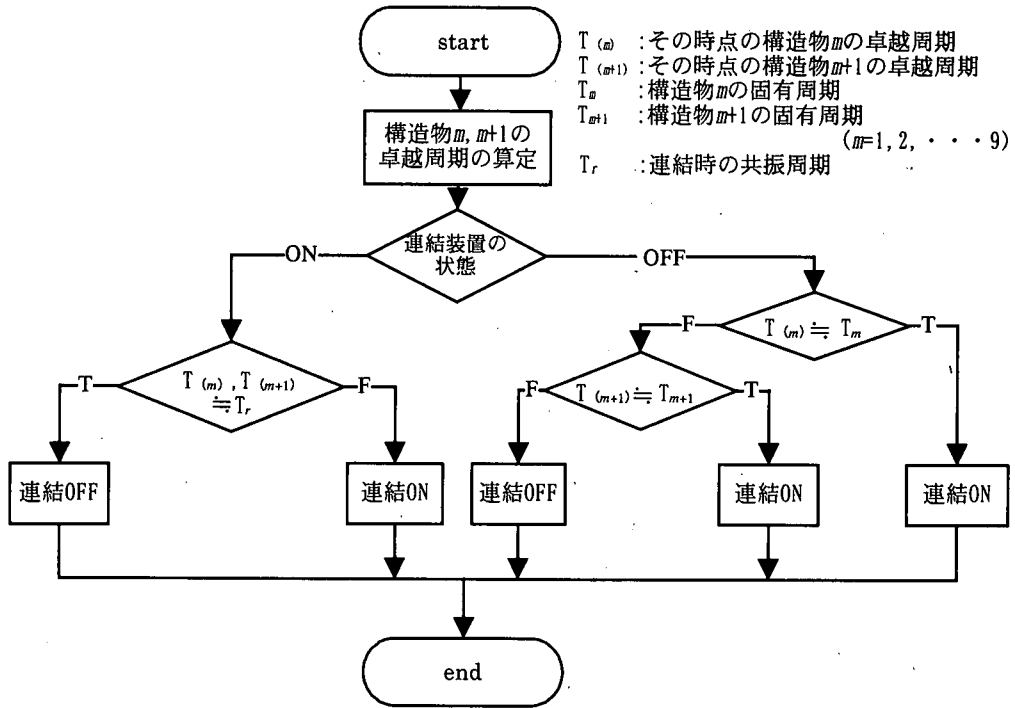 start
T (m) :その時点の構造物mの卓越周期
T (m+1) :その時点の構造物m+1の卓越周期
Tm :構造物mの固有周期
Tm+1 :構造物m+1の固有周期
(m=1,2,・・・9)
Tr :連結時の共振周期
構造物m,m+1の
卓越周期の算定
連結装置の
状態
ON
OFF
T (m)≒ Tm
F
T
T (m) ,T (m+1)
≒Tr
T
F
T (m+1)≒Tm+1
F
T
連結OFF
連結ON
連結OFF
連結ON
連結ON
end